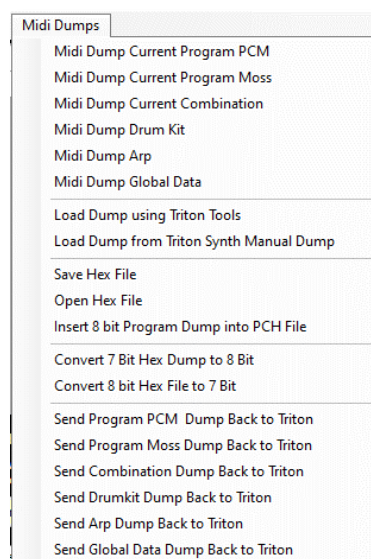 Midi Dumps
Midi Dump Current Program PCM
Midi Dump Current Program Moss
Midi Dump Current Combination
Midi Dump Drum Kit
Midi Dump Arp
Midi Dump Global Data
Load Dump using Triton Tools
Load Dump from Triton Synth Manual Dump
Save Hex File
Open Hex File
Insert 8 bit Program Dump into PCH File
Convert 7 Bit Hex Dump to 8 Bit
Convert 8 bit Hex File to 7 Bit
Send Program PCM  Dump Back to Triton
Send Program Moss Dump Back to Triton
Send Combination Dump Back to Triton
Send Drumkit Dump Back to Triton
Send Arp Dump Back to Triton
Send Global Data Dump Back to Triton